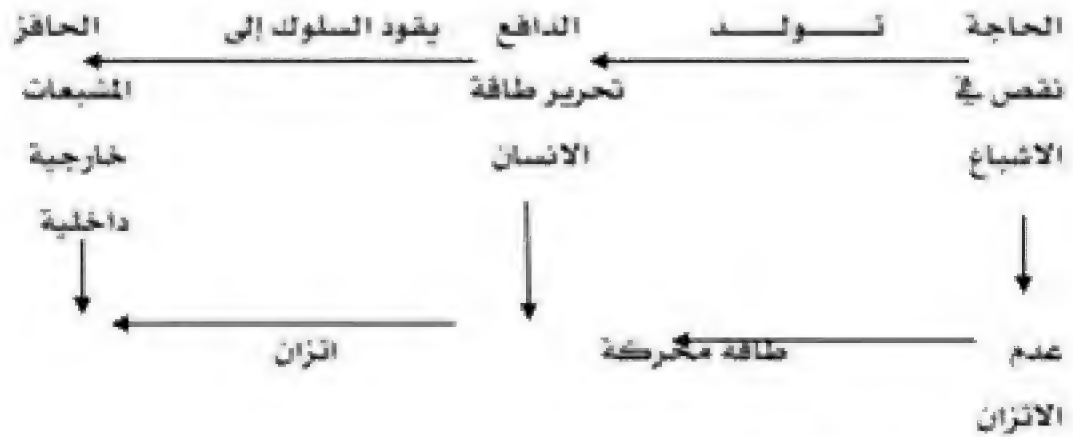 الحاجة تـــولـــد الدافع يقود السلوك إلى الحافز
نقص في تحرير طاقة المشبعات
الاشباع الانسان خارجية
داخلية
عدم طاقة محركة اتزان
الاتزان